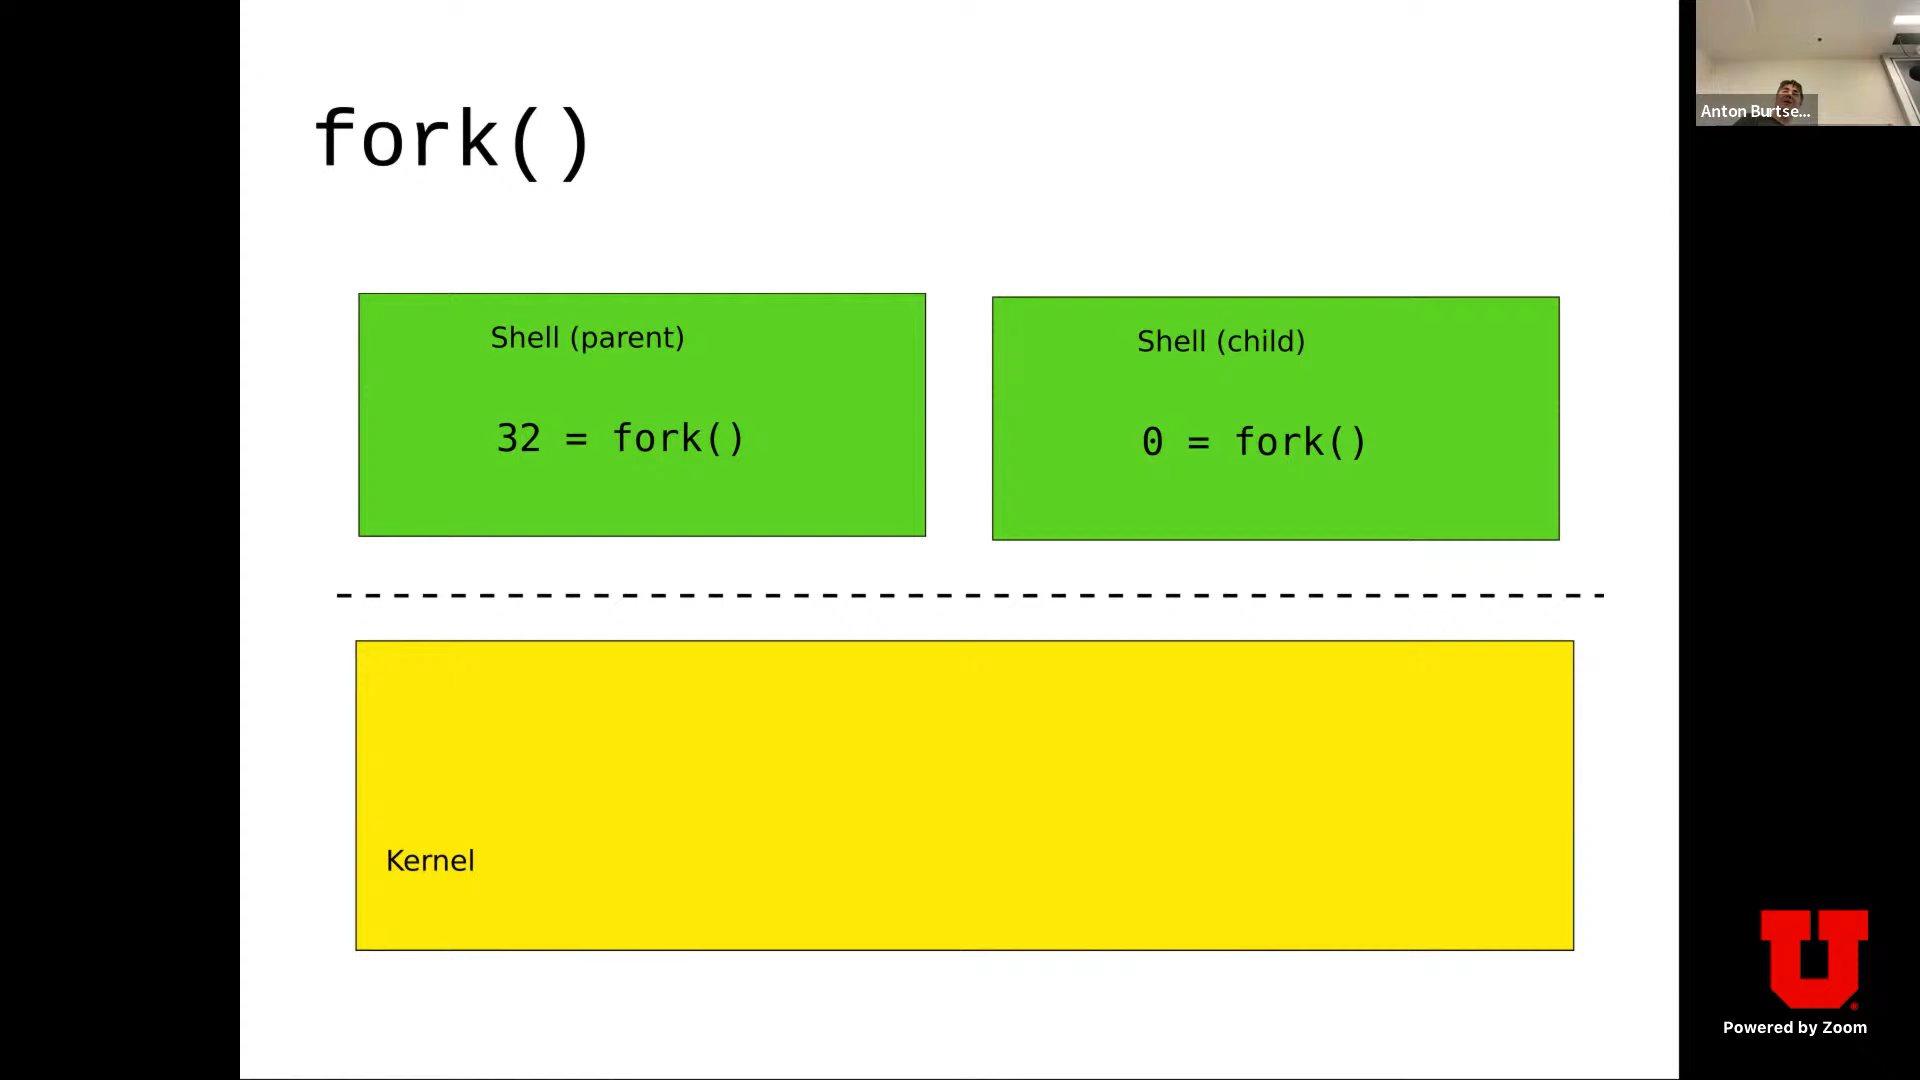 fork()
Anton Burtse...
Shell (parent)
Shell (child)
32 = fork()
0 = fork()
Kernel
U
Powered by Zoom